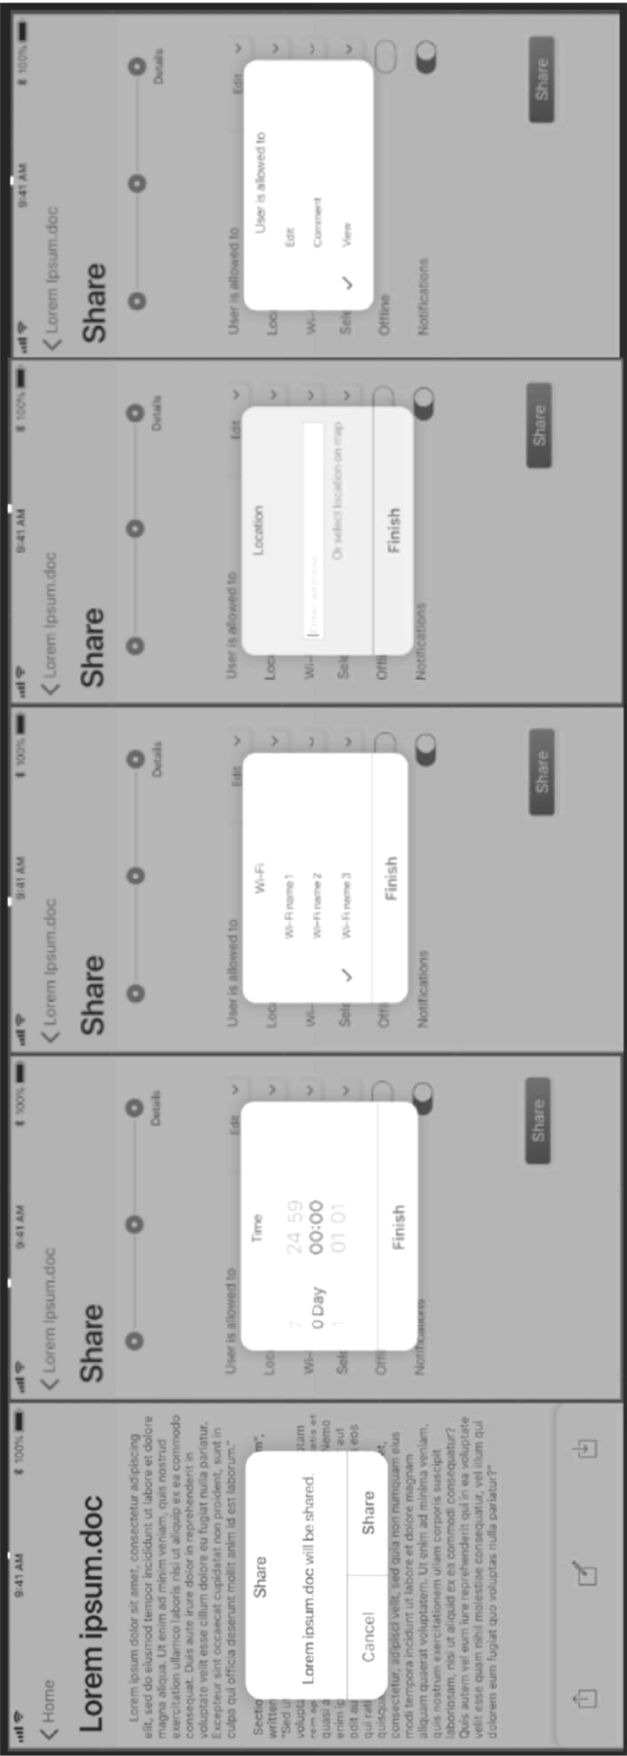 9:41 AM
100%
Home
Lorem ipsum.doc
Lorem ipsum dolor sit amet, consectetur adipiscing
elit, sed do eiusmod tempor incididunt ut labore et dolore
magna aliqua. Ut enim ad minim veniam, quis nostrud
exercitation ullamco laboris nisi ut aliquip ex ea commodo
consequat. Duis aute irure dolor in reprehenderit in
voluptate velit esse cillum dolore eu fugiat nulla pariatur.
Excepteur sint occaecat cupidatat non proident, sunt in
culpa qui officia deserunt mollit anim id est laborum."
Share
Lorem ipsum.doc will be shared.
Cancel
Share
consectetur, adipisci velit, sed quia non numquam eius
modi tempora incidunt ut labore et dolore magnam
aliquam quaerat voluptatem. Ut enim ad minima veniam,
quis nostrum exercitationem ullam corporis suscipit
laboriosam, nisi ut aliquid ex ea commodi consequatur?
Quis autem vel eum iure reprehenderit qui in ea voluptate
velit esse quam nihil molestiae consequatur, vel illum qui
dolorem eum fugiat quo voluptas nulla pariatur?"
9:41 AM
100%
Lorem Ipsum.doc
Share
Details
User is allowed to
Edit
Time
7 24 59
0 Day 00:00
1 01 01
Finish
Notifications
Share
9:41 AM
100%
Lorem Ipsum.doc
Share
Details
User is allowed to
Edit
Wi-Fi
Wi-Fi name 1
Wi-Fi name 2
Wi-Fi name 3
Finish
Notifications
Share
9:41 AM
100%
Lorem Ipsum.doc
Share
Details
User is allowed to
Edit
Location
Or select location on map
Finish
Notifications
Share
9:41 AM
100%
Lorem Ipsum.doc
Share
Details
User is allowed to
Edit
User is allowed to
Edit
Comment
View
Offline
Notifications
Share